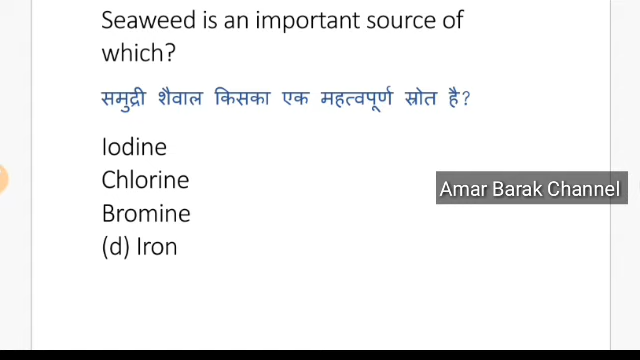 Seaweed is an important source of
which?
समुद्री शैवाल किसका एक महत्वपूर्ण स्रोत है?
Iodine
Chlorine
Amar Barak Channel
Bromine
(d) Iron